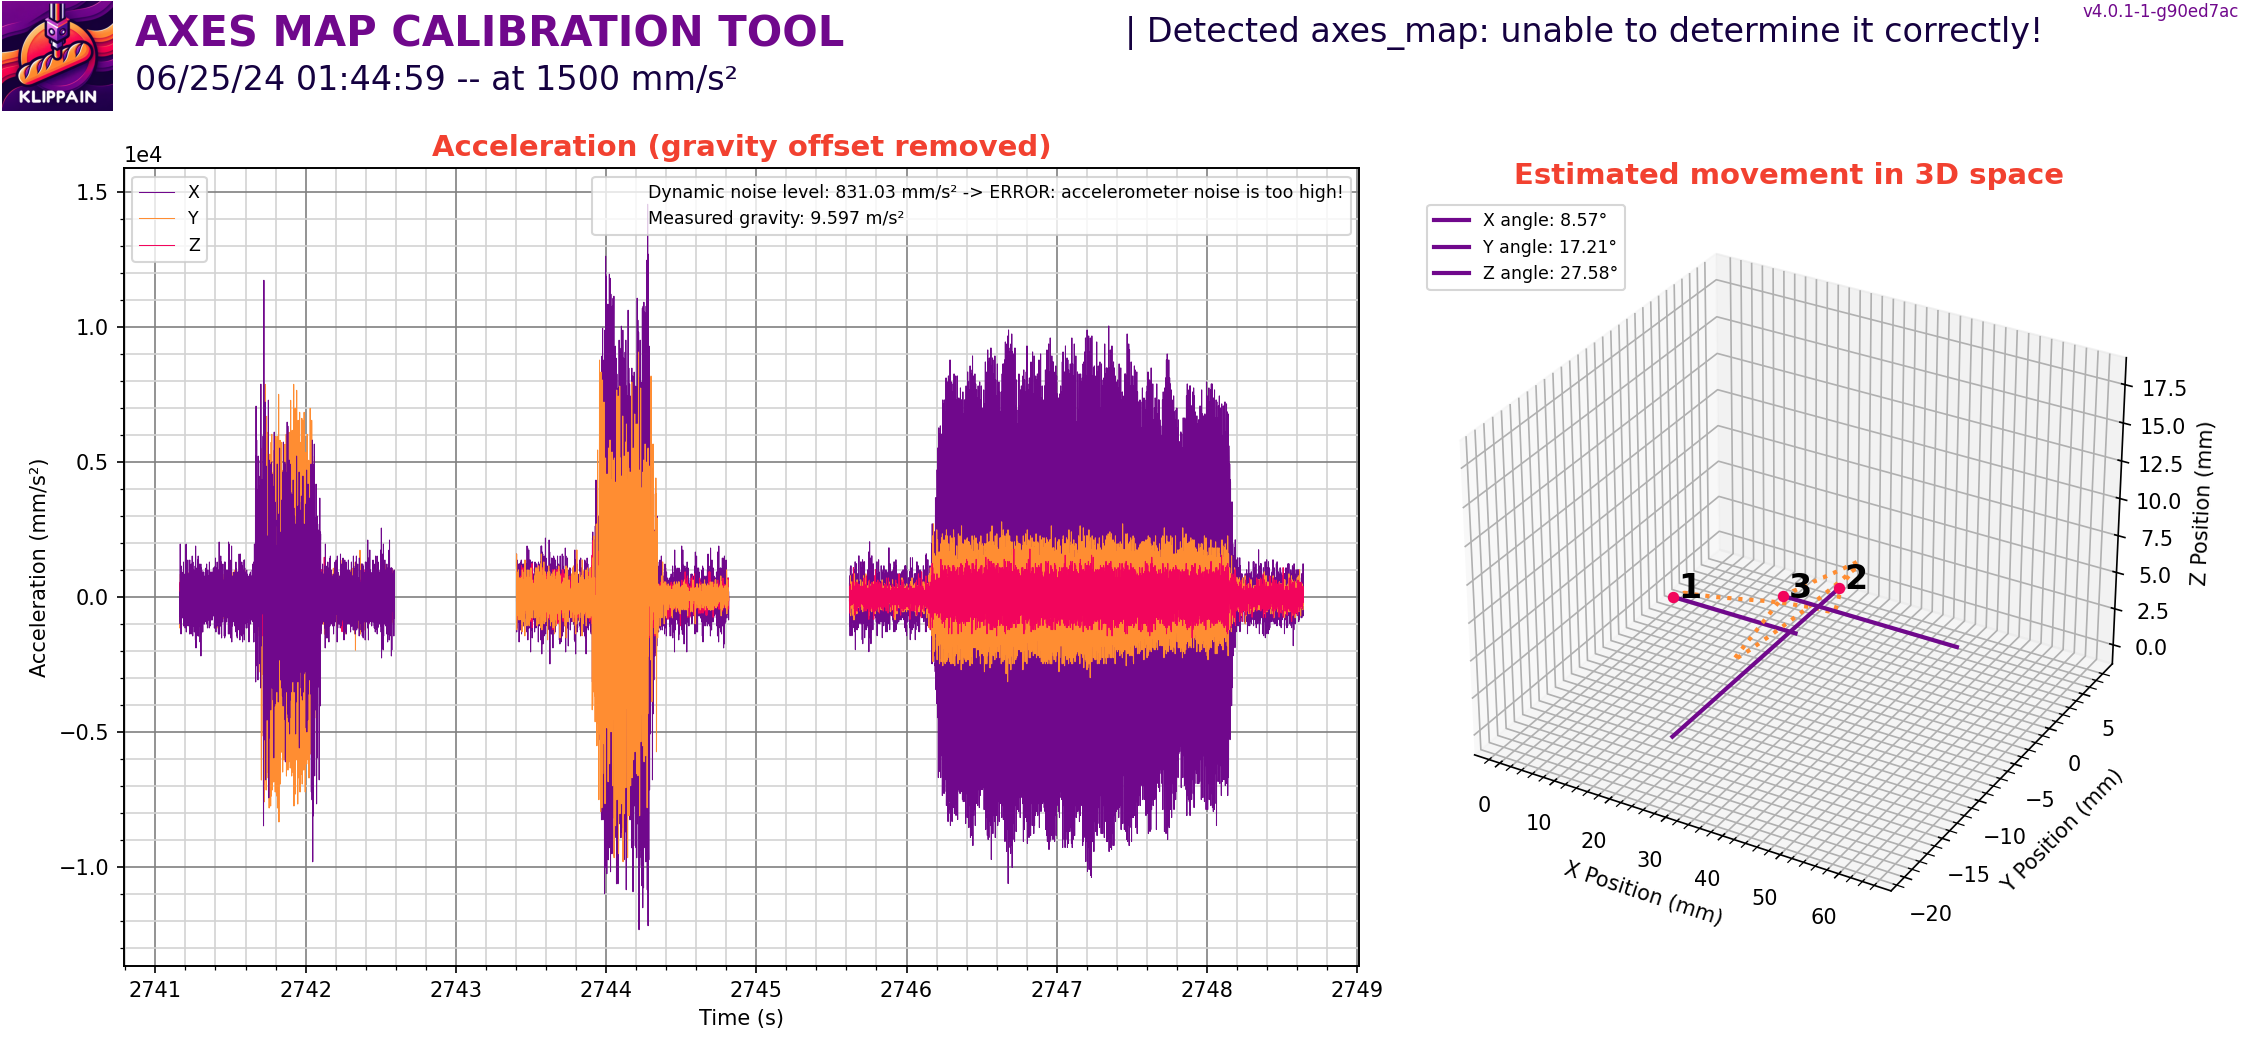 KLIPPAIN
AXES MAP CALIBRATION TOOL
06/25/24 01:44:59 -- at 1500 mm/s²
| Detected axes_map: unable to determine it correctly!
v4.0.1-1-g90ed7ac
Acceleration (gravity offset removed)
1e4
X
Y
Z
Dynamic noise level: 831.03 mm/s² -> ERROR: accelerometer noise is too high!
Measured gravity: 9.597 m/s²
1.5
1.0
0.5
0.0
−0.5
−1.0
Acceleration (mm/s²)
2741
2742
2743
2744
2745
2746
2747
2748
2749
Time (s)
Estimated movement in 3D space
X angle: 8.57°
Y angle: 17.21°
Z angle: 27.58°
1
3
2
17.5
15.0
12.5
10.0
7.5
5.0
2.5
0.0
Z Position (mm)
5
0
−5
−10
−15
−20
Y Position (mm)
0
10
20
30
40
50
60
X Position (mm)